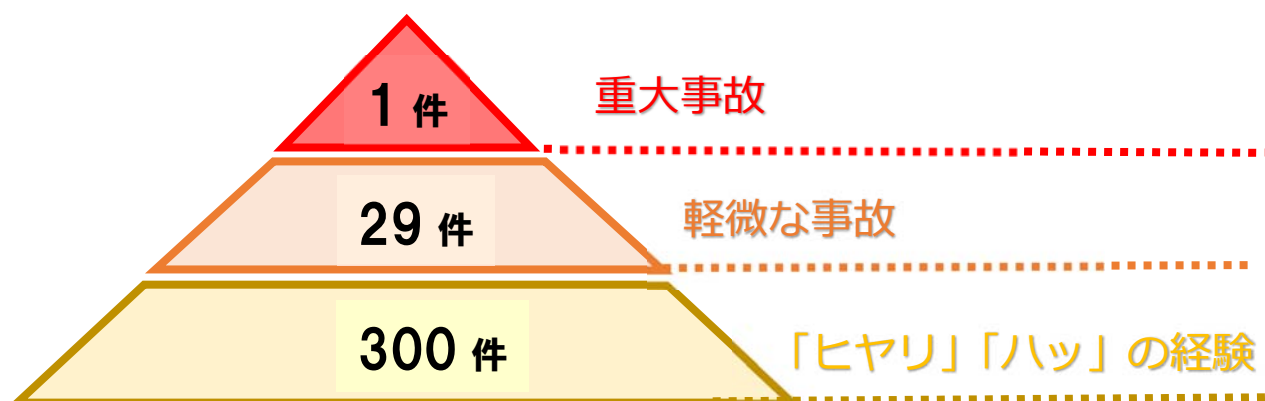 1 件
重大事故
29 件
軽微な事故
300 件
「ヒヤリ」「ハッ」の経験